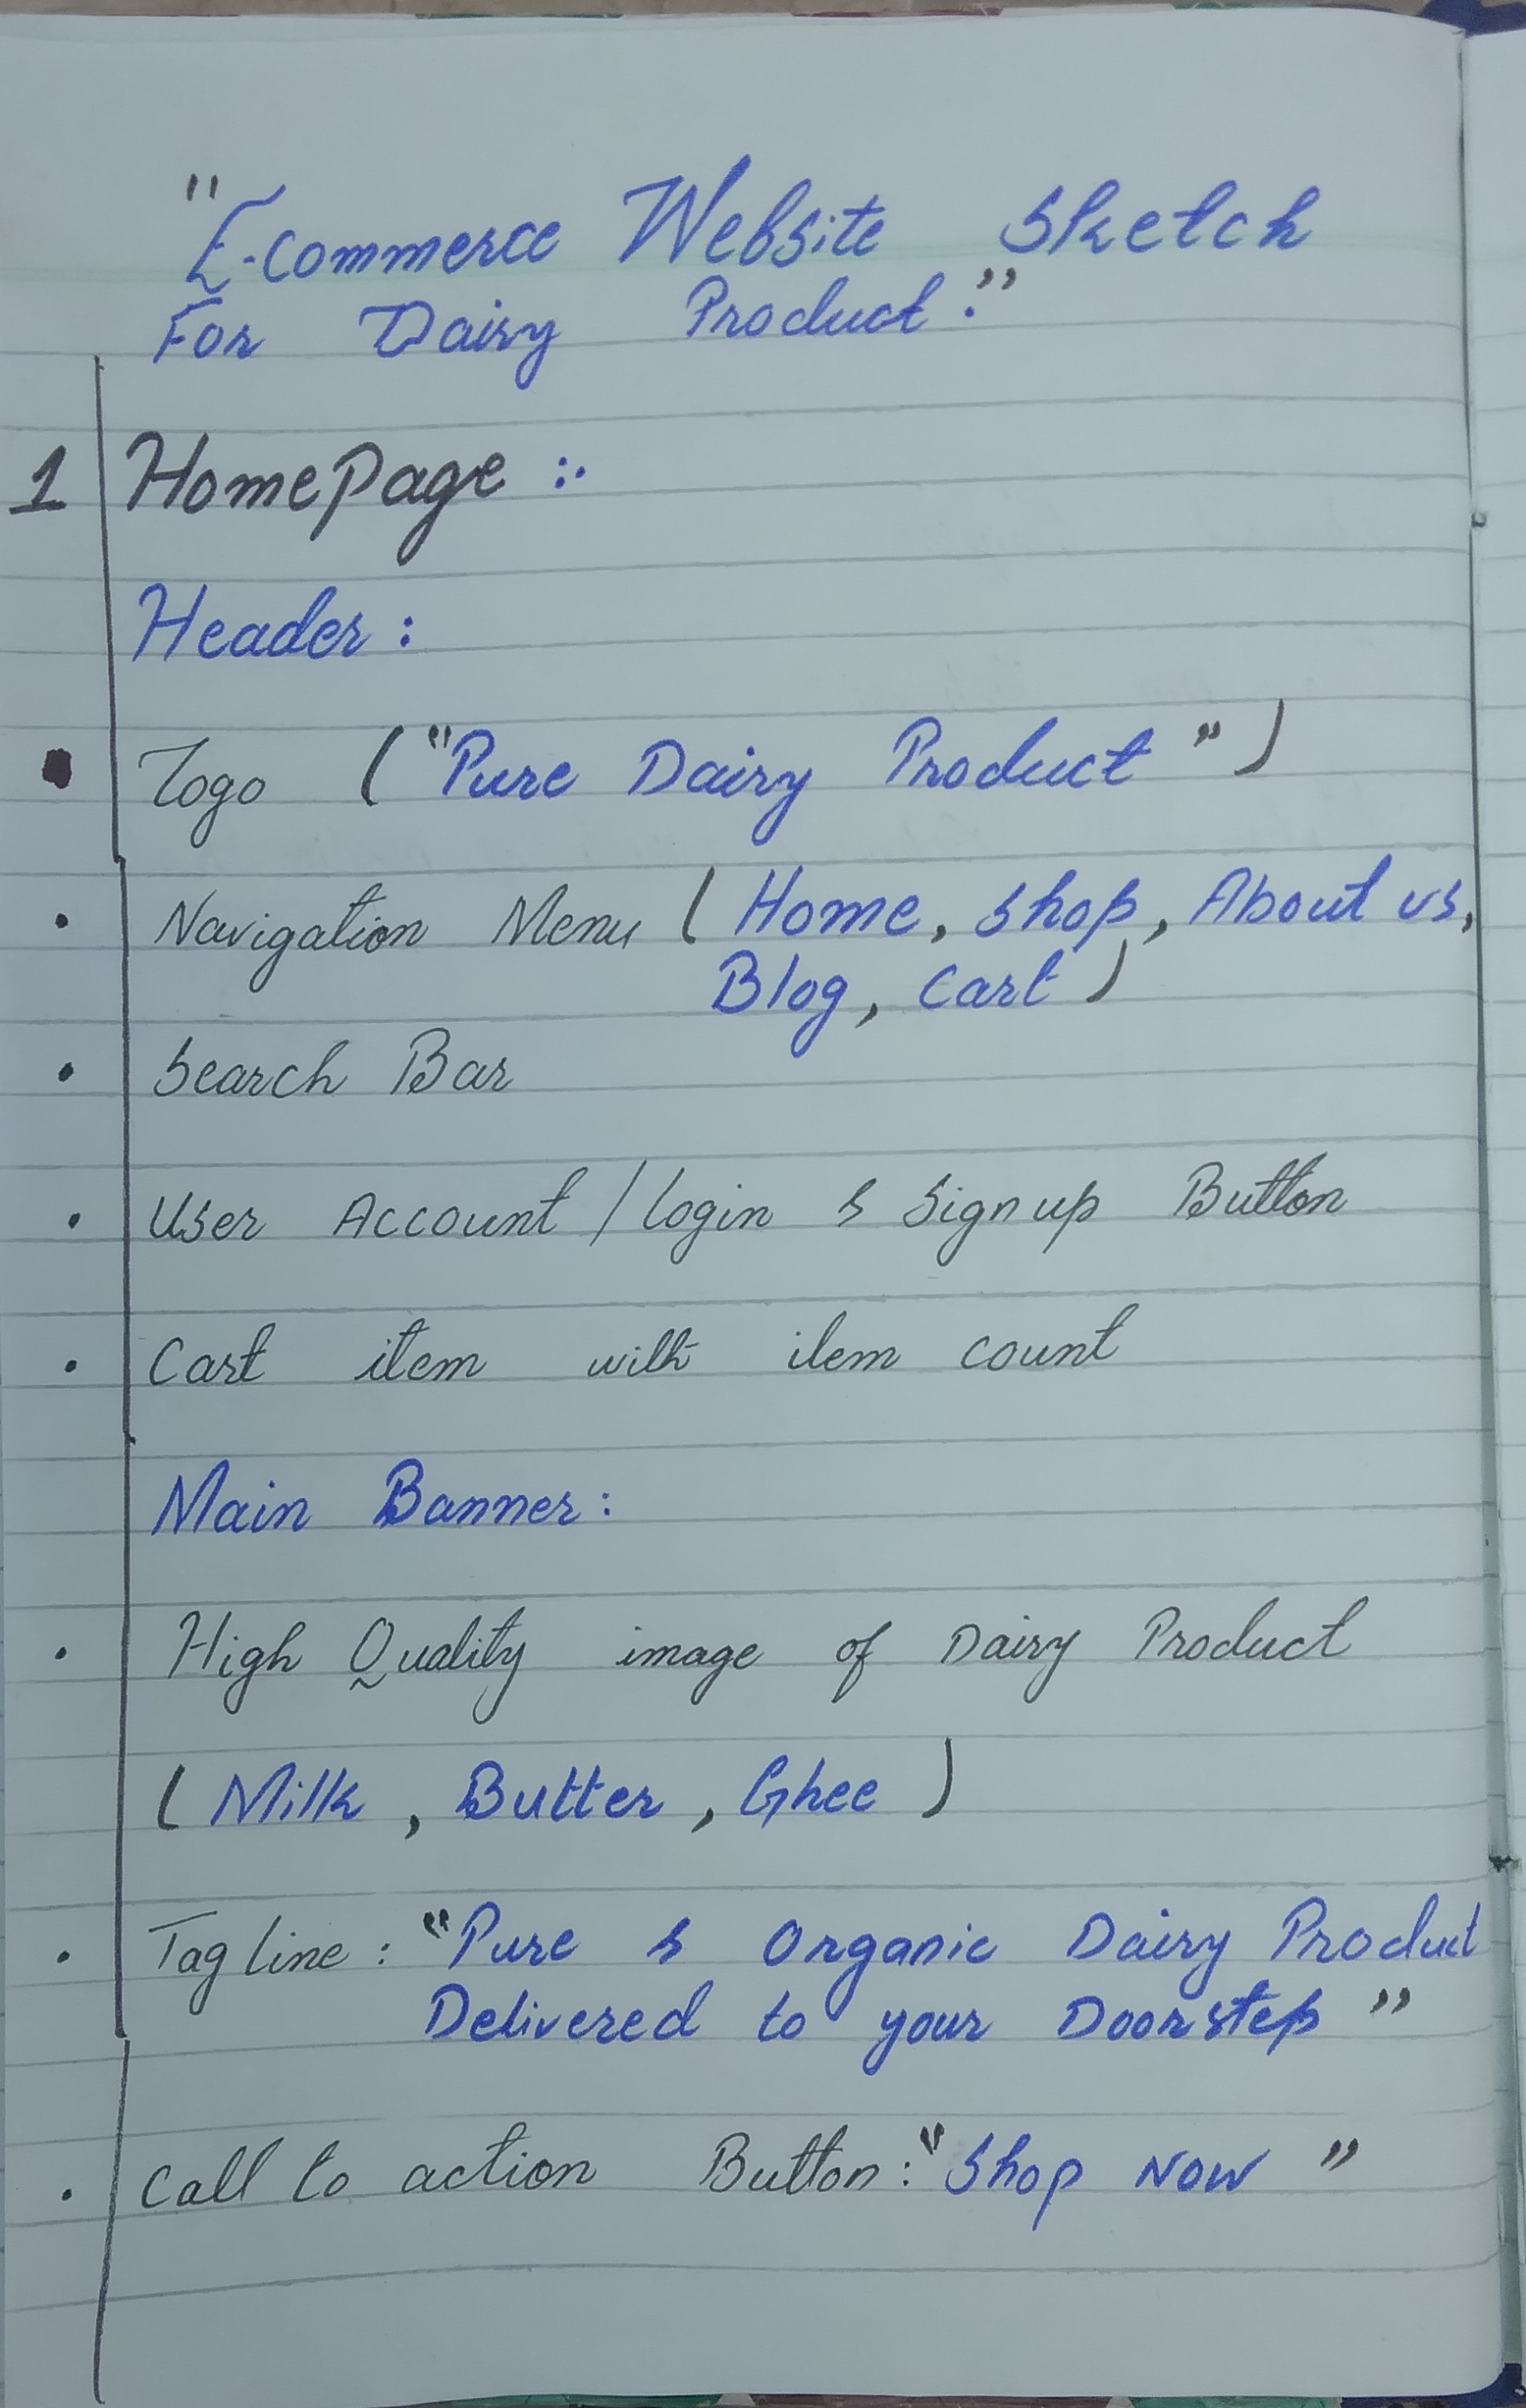 "E-commerce Website Sketch
For Dairy Product:"
1 Homepage :
Header :
• Logo ("Pure Dairy Product")
• Navigation Menu (Home, Shop, About us,
Blog, Cart)
• Search Bar
• User Account / login & Sign up Button
• Cart item with item count
Main Banner :
• High Quality image of Dairy Product
(Milk, Butter, Ghee)
• Tag line : "Pure & Organic Dairy Product
Delivered to your Doorstep"
• Call to action Button : "Shop Now"